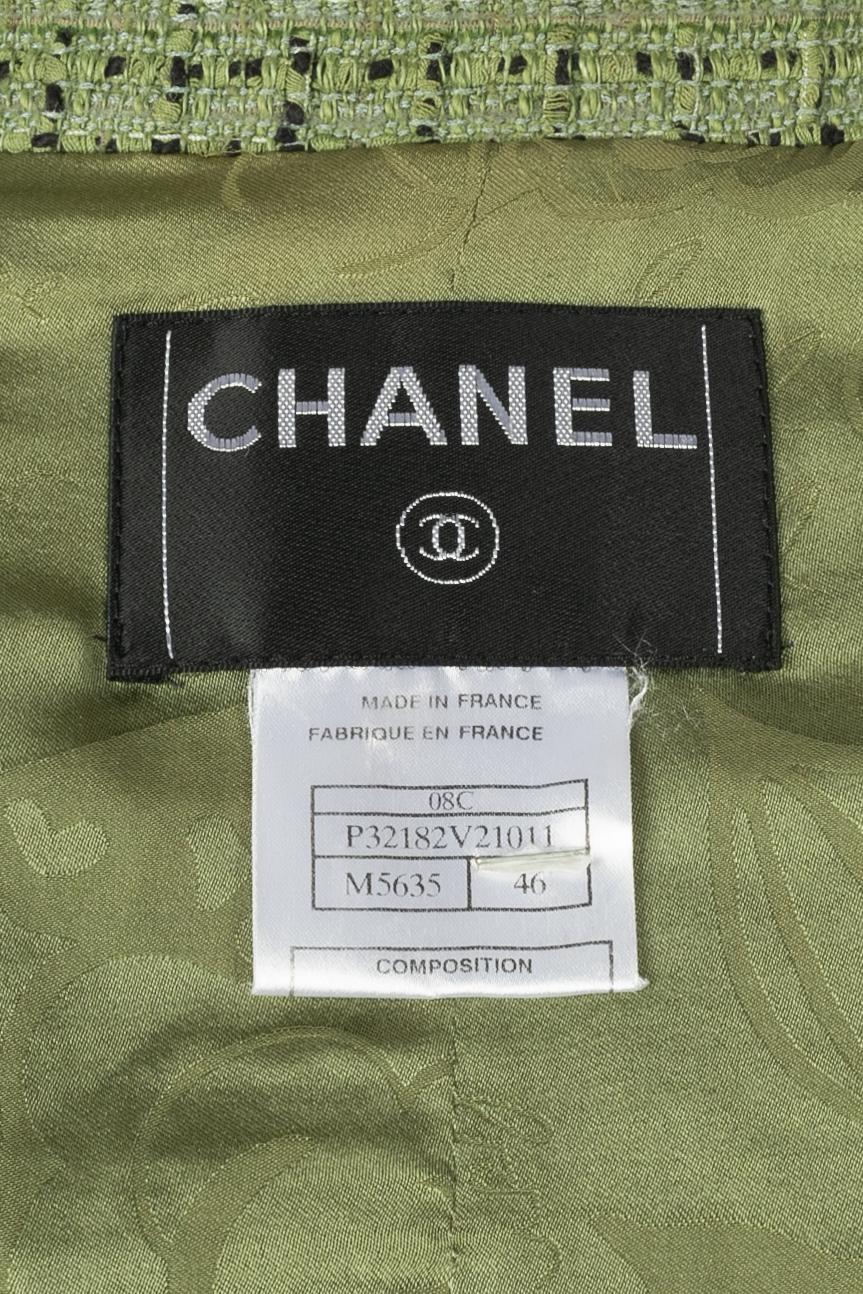 CHANEL
MADE IN FRANCE
FABRIQUE EN FRANCE
08C
P32182V21011
M5635 46
COMPOSITION